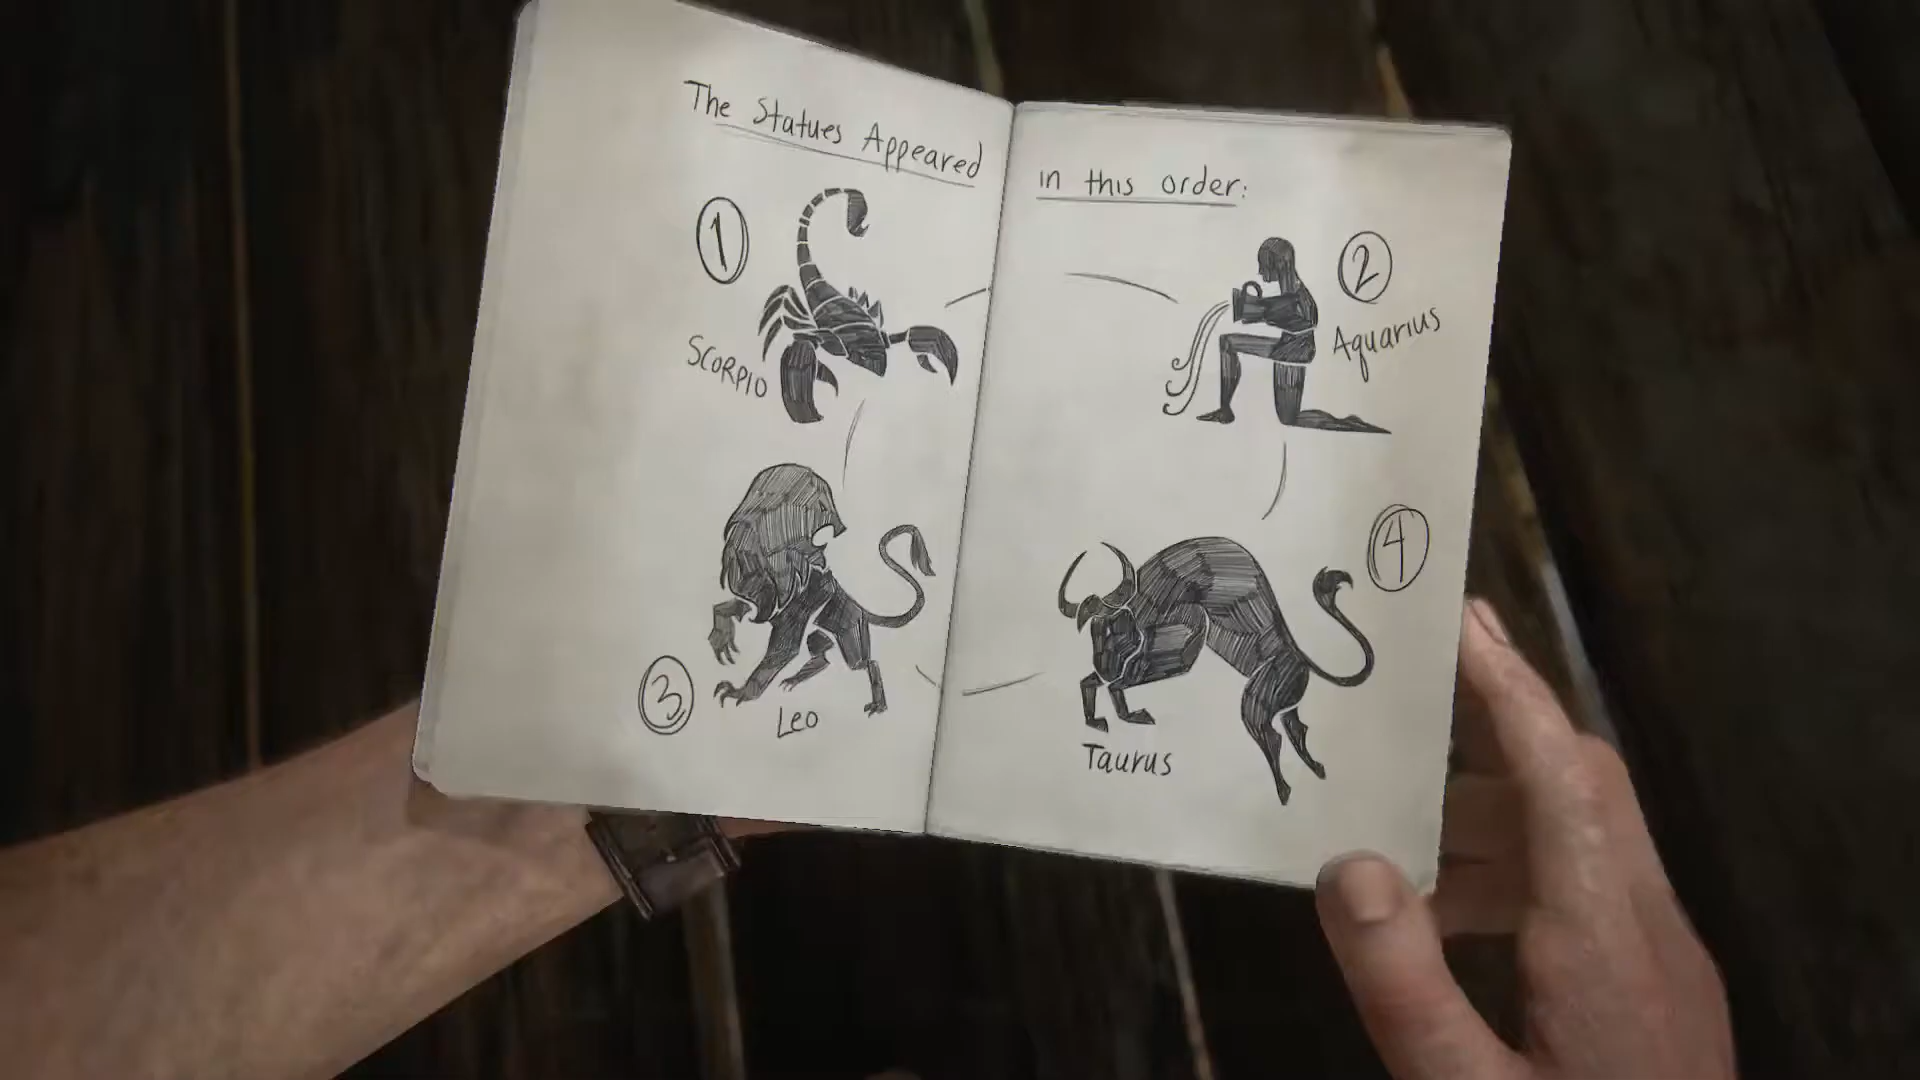 The Statues Appeared
in this order:
1
Scorpio
2
Aquarius
3
Leo
4
Taurus